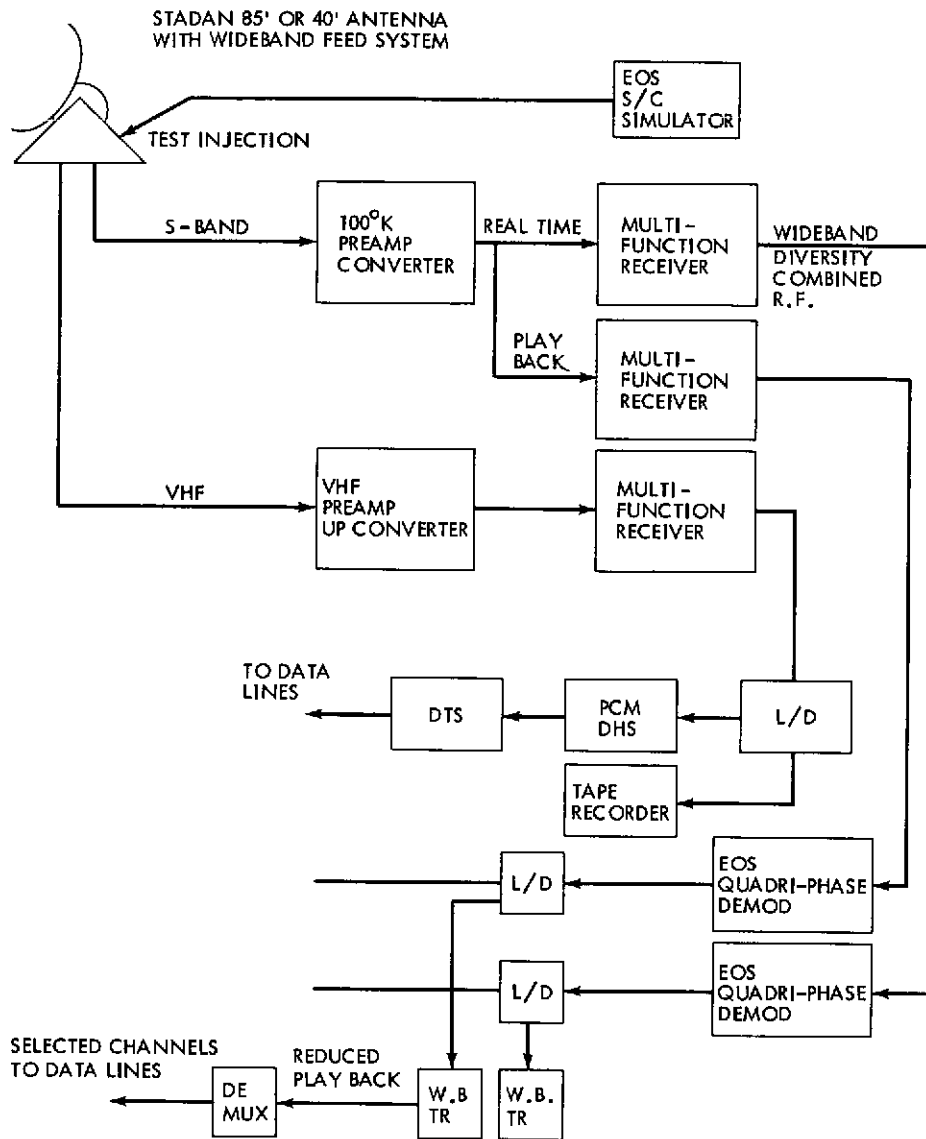 STADAN 85' OR 40' ANTENNA
WITH WIDEBAND FEED SYSTEM
EOS
S/C
SIMULATOR
TEST INJECTION
S-BAND
100°K
PREAMP
CONVERTER
REAL TIME
MULTI-
FUNCTION
RECEIVER
WIDEBAND
DIVERSITY
COMBINED
R.F.
PLAY
BACK
MULTI-
FUNCTION
RECEIVER
VHF
VHF
PREAMP
UP CONVERTER
MULTI-
FUNCTION
RECEIVER
TO DATA
LINES
DTS
PCM
DHS
L/D
TAPE
RECORDER
L/D
EOS
QUADRI-PHASE
DEMOD
L/D
EOS
QUADRI-PHASE
DEMOD
SELECTED CHANNELS
TO DATA LINES
REDUCED
PLAY BACK
DE
MUX
W.B
TR
W.B.
TR